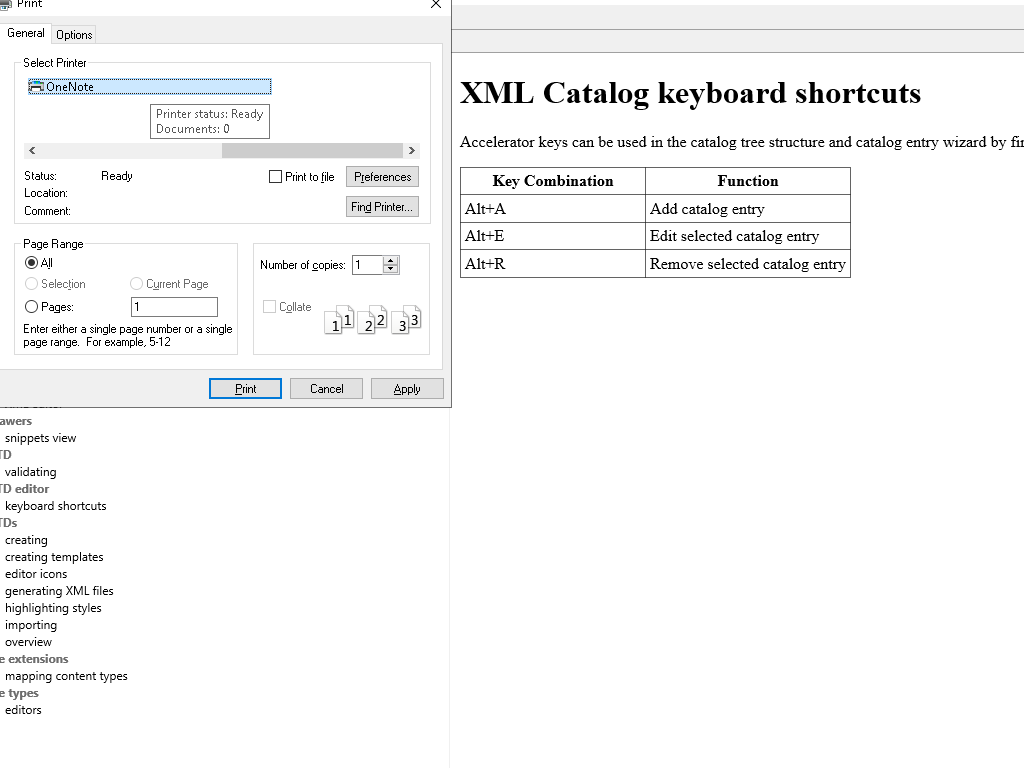 Print
General
Options
Select Printer
OneNote
Printer status: Ready
Documents: 0
Status: Ready
Print to file
Preferences
Location:
Comment:
Find Printer...
Page Range
All
Selection
Current Page
Pages: 1
Enter either a single page number or a single
page range. For example, 5-12
Number of copies: 1
Collate
1 1 2 2 3 3
Print
Cancel
Apply
awers
snippets view
TD
validating
TD editor
keyboard shortcuts
TDs
creating
creating templates
editor icons
generating XML files
highlighting styles
importing
overview
e extensions
mapping content types
e types
editors
XML Catalog keyboard shortcuts
Accelerator keys can be used in the catalog tree structure and catalog entry wizard by fir
Key Combination Function
Alt+A Add catalog entry
Alt+E Edit selected catalog entry
Alt+R Remove selected catalog entry